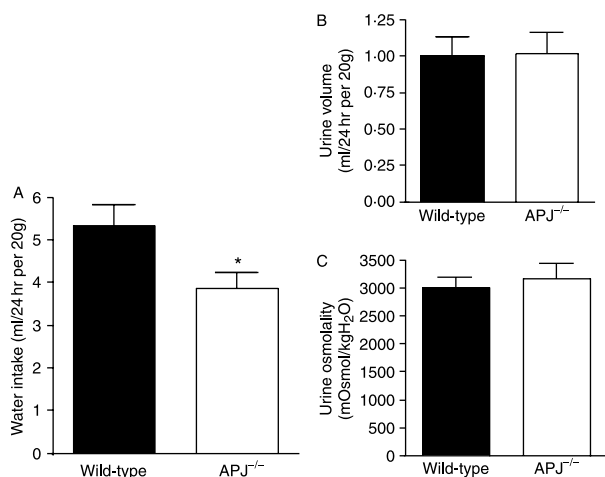 A
Water intake (ml/24 hr per 20g)
6
5
4
3
2
1
0
*
Wild-type
APJ−/−
B
Urine volume
(ml/24 hr per 20g)
1·25
1·00
0·75
0·50
0·25
0·00
Wild-type
APJ−/−
C
Urine osmolality
(mOsmol/kgH₂O)
3500
3000
2500
2000
1500
1000
500
0
Wild-type
APJ−/−